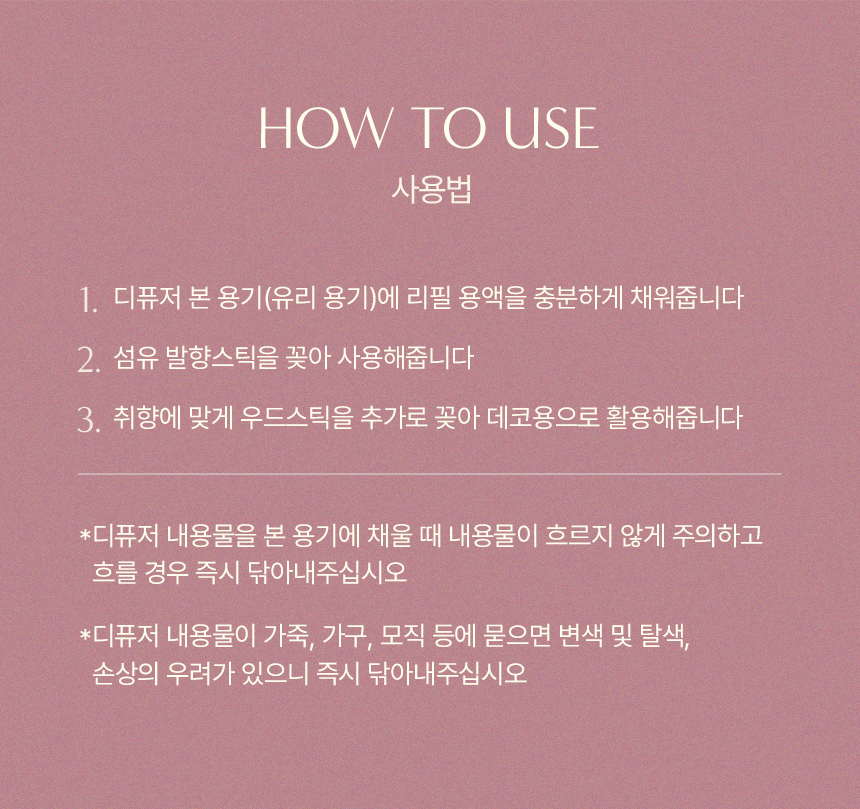 HOW TO USE
사용법
1. 디퓨저 본 용기(유리 용기)에 리필 용액을 충분하게 채워줍니다
2. 섬유 발향스틱을 꽂아 사용해줍니다
3. 취향에 맞게 우드스틱을 추가로 꽂아 데코용으로 활용해줍니다
*디퓨저 내용물을 본 용기에 채울 때 내용물이 흐르지 않게 주의하고
흐를 경우 즉시 닦아내주십시오
*디퓨저 내용물이 가죽, 가구, 모직 등에 묻으면 변색 및 탈색,
손상의 우려가 있으니 즉시 닦아내주십시오